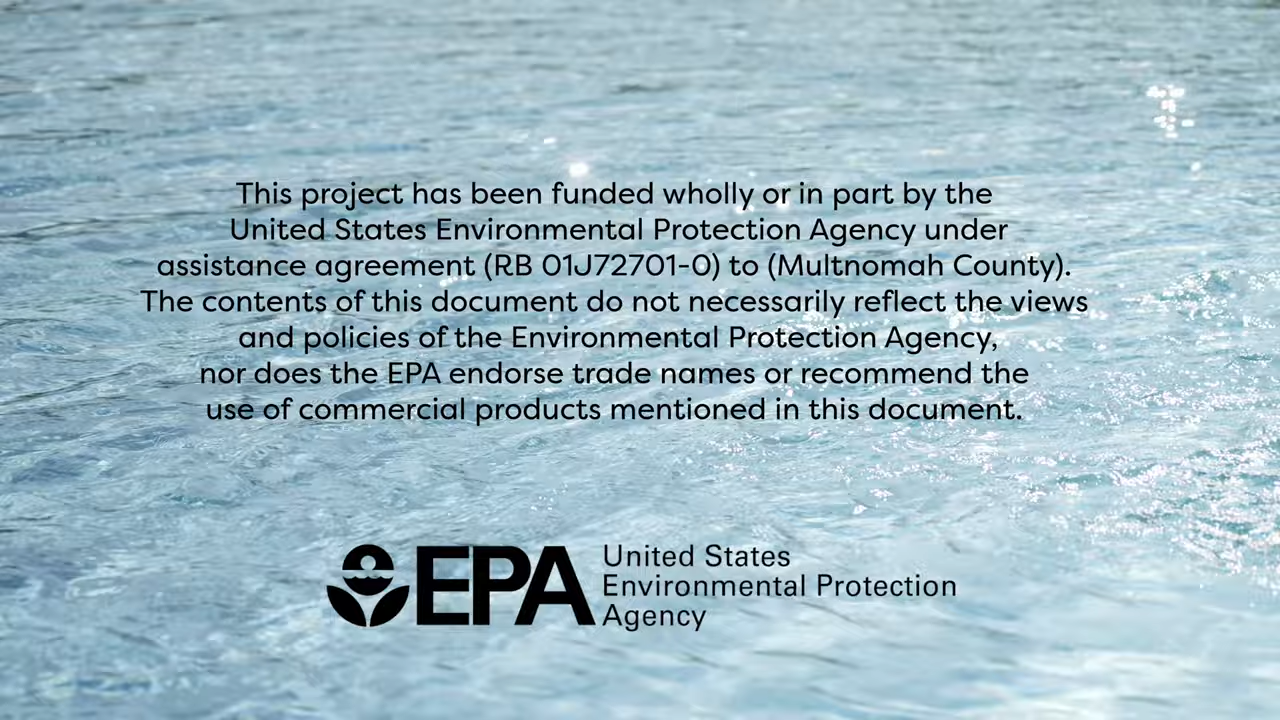 This project has been funded wholly or in part by the
United States Environmental Protection Agency under
assistance agreement (RB 01J72701-0) to (Multnomah County).
The contents of this document do not necessarily reflect the views
and policies of the Environmental Protection Agency,
nor does the EPA endorse trade names or recommend the
use of commercial products mentioned in this document.
EPA
United States
Environmental Protection
Agency